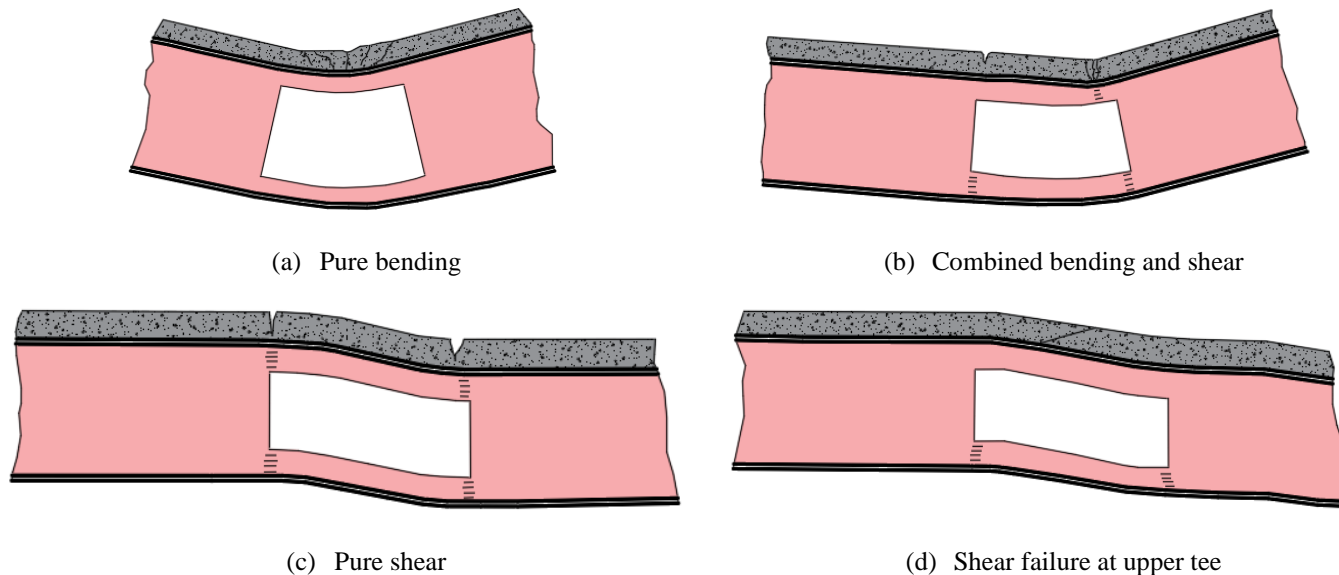 (a) Pure bending
(b) Combined bending and shear
(c) Pure shear
(d) Shear failure at upper tee